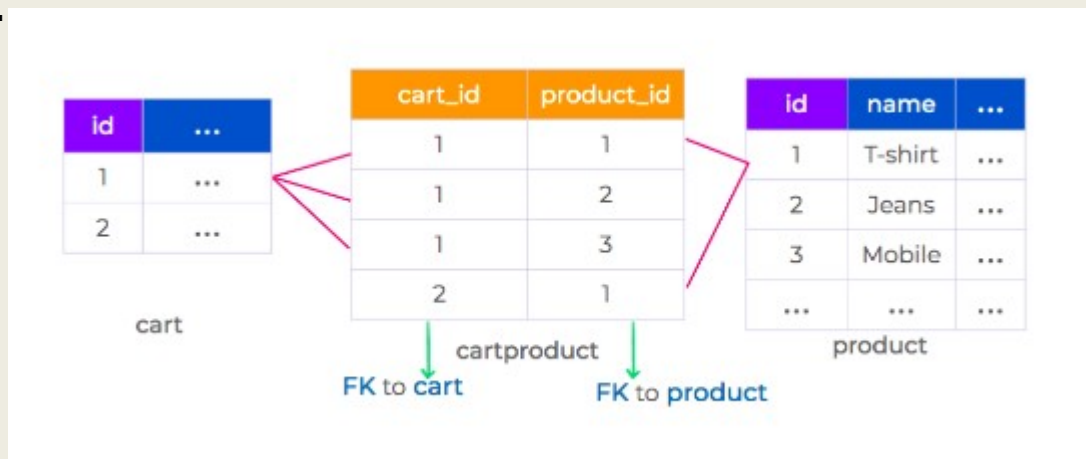 id ...
1 ...
2 ...
cart
cart_id product_id
1 1
1 2
1 3
2 1
cartproduct
FK to cart
FK to product
id name ...
1 T-shirt ...
2 Jeans ...
3 Mobile ...
... ... ...
product